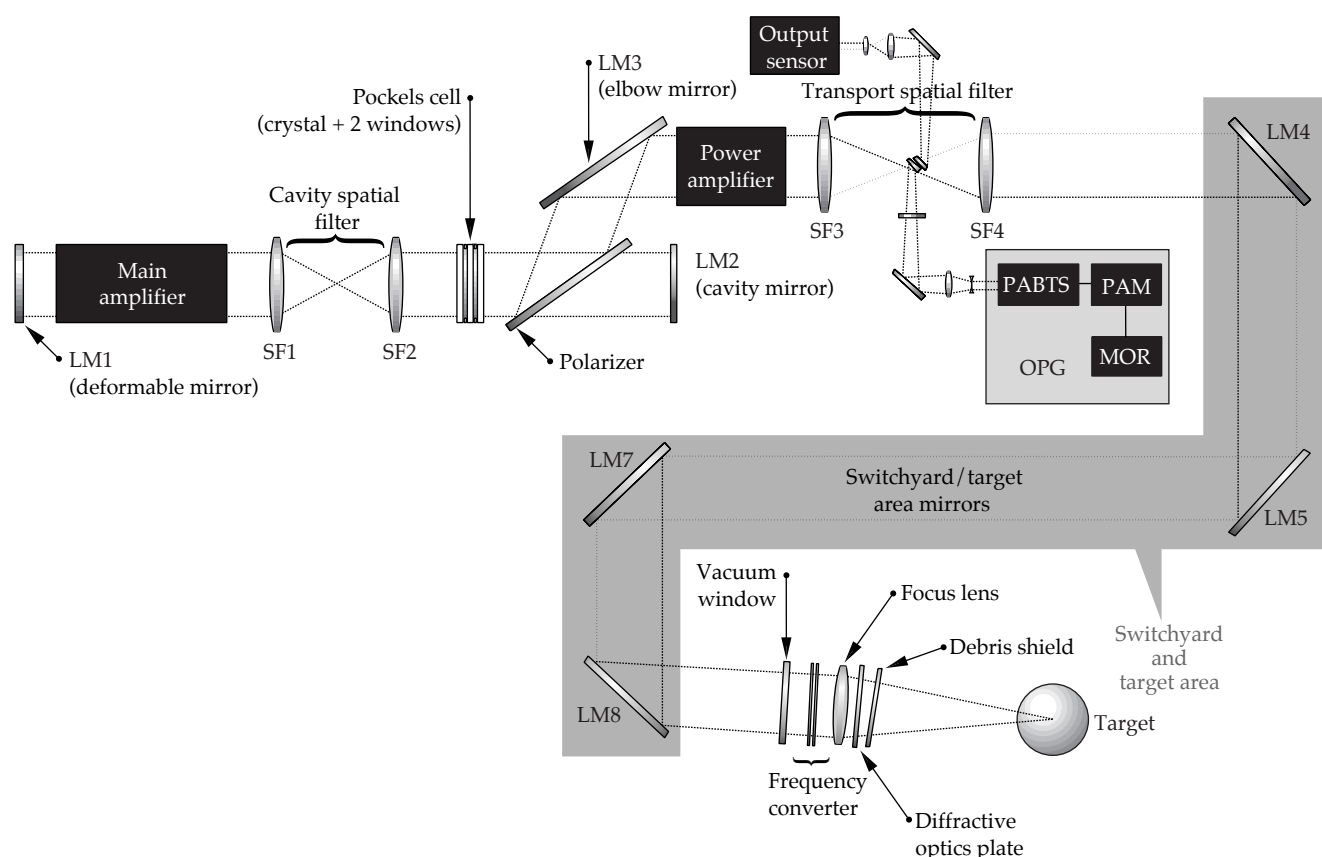 Output
sensor
LM3
(elbow mirror)
Pockels cell
(crystal + 2 windows)
Transport spatial filter
LM4
Power
amplifier
Cavity spatial
filter
SF3
SF4
Main
amplifier
LM2
(cavity mirror)
PABTS
PAM
SF1
SF2
LM1
(deformable mirror)
Polarizer
MOR
OPG
LM7
Switchyard/target
area mirrors
LM5
Vacuum
window
Focus lens
Debris shield
Switchyard
and
target area
LM8
Target
Frequency
converter
Diffractive
optics plate